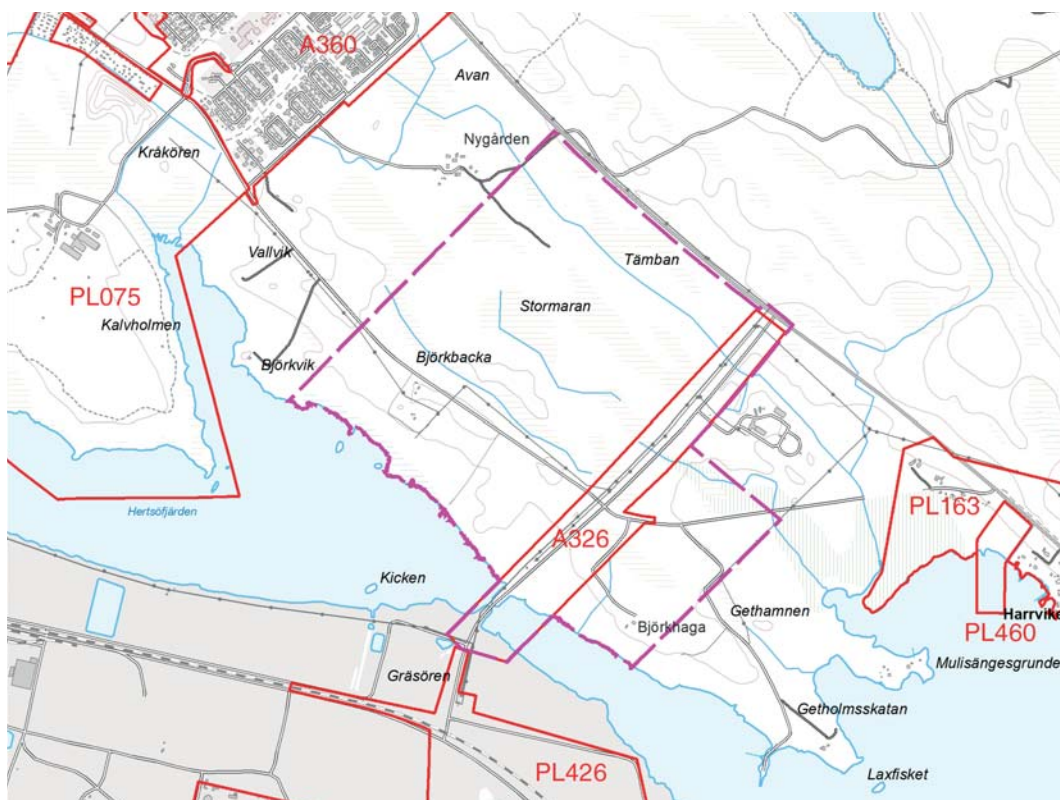 A360
Avan
Nygården
Kråkören
Vallvik
Tämban
PL075
Kalvholmen
Stormaran
Björkvik
Björkbacka
Hertsöfjärden
PL163
A326
Kicken
Gethamnen
Björkhaga
Harrvike
PL460
Mulisängesgrunde
Gräsören
Getholmsskatan
PL426
Laxfisket